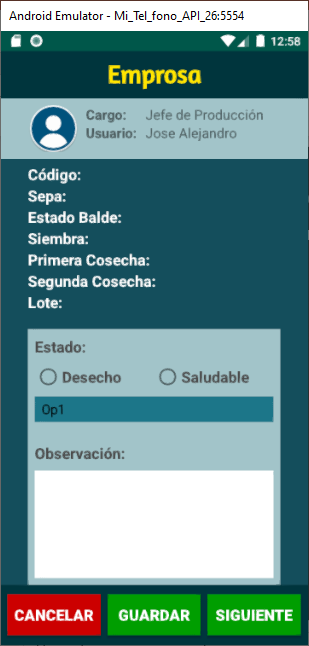 Android Emulator - Mi_Tel_fono_API_26:5554
12:58
Emprosa
Cargo: Jefe de Producción
Usuario: Jose Alejandro
Código:
Sepa:
Estado Balde:
Siembra:
Primera Cosecha:
Segunda Cosecha:
Lote:
Estado:
Desecho Saludable
Op1
Observación:
CANCELAR GUARDAR SIGUIENTE